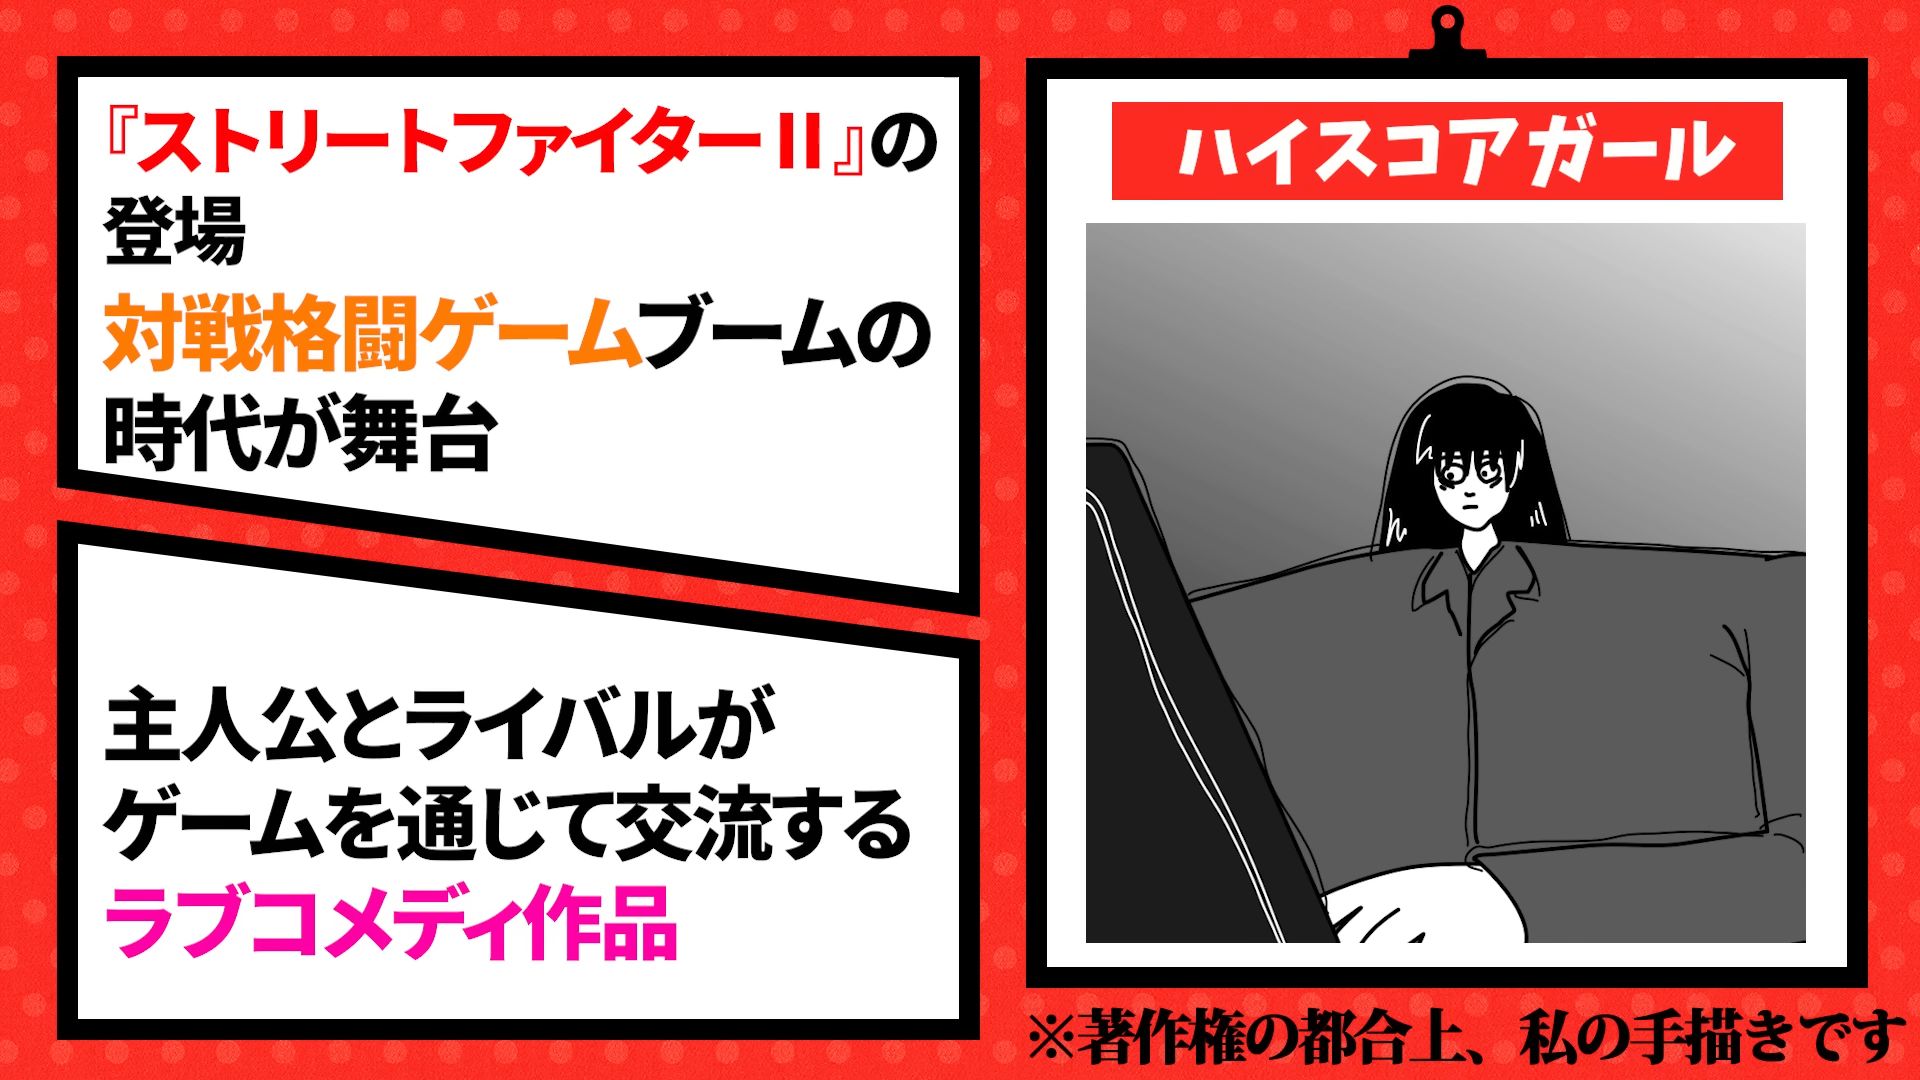 『ストリートファイターⅡ』の
登場
対戦格闘ゲームブームの
時代が舞台
主人公とライバルが
ゲームを通じて交流する
ラブコメディ作品
ハイスコアガール
※著作権の都合上、私の手描きです